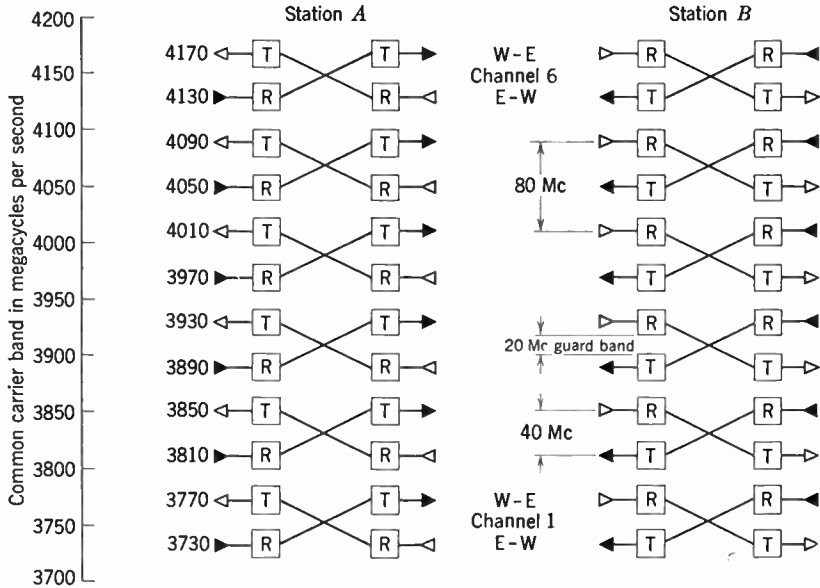 Station A
Station B
Common carrier band in megacycles per second
4200
4150
4100
4050
4000
3950
3900
3850
3800
3750
3700
4170 T T
4130 R R
4090 T T
4050 R R
4010 T T
3970 R R
3930 T T
3890 R R
3850 T T
3810 R R
3770 T T
3730 R R
W-E
Channel 6
E-W
80 Mc
20 Mc guard band
40 Mc
W-E
Channel 1
E-W
R R
T T
R R
T T
R R
T T
R R
T T
R R
T T
R R
T T